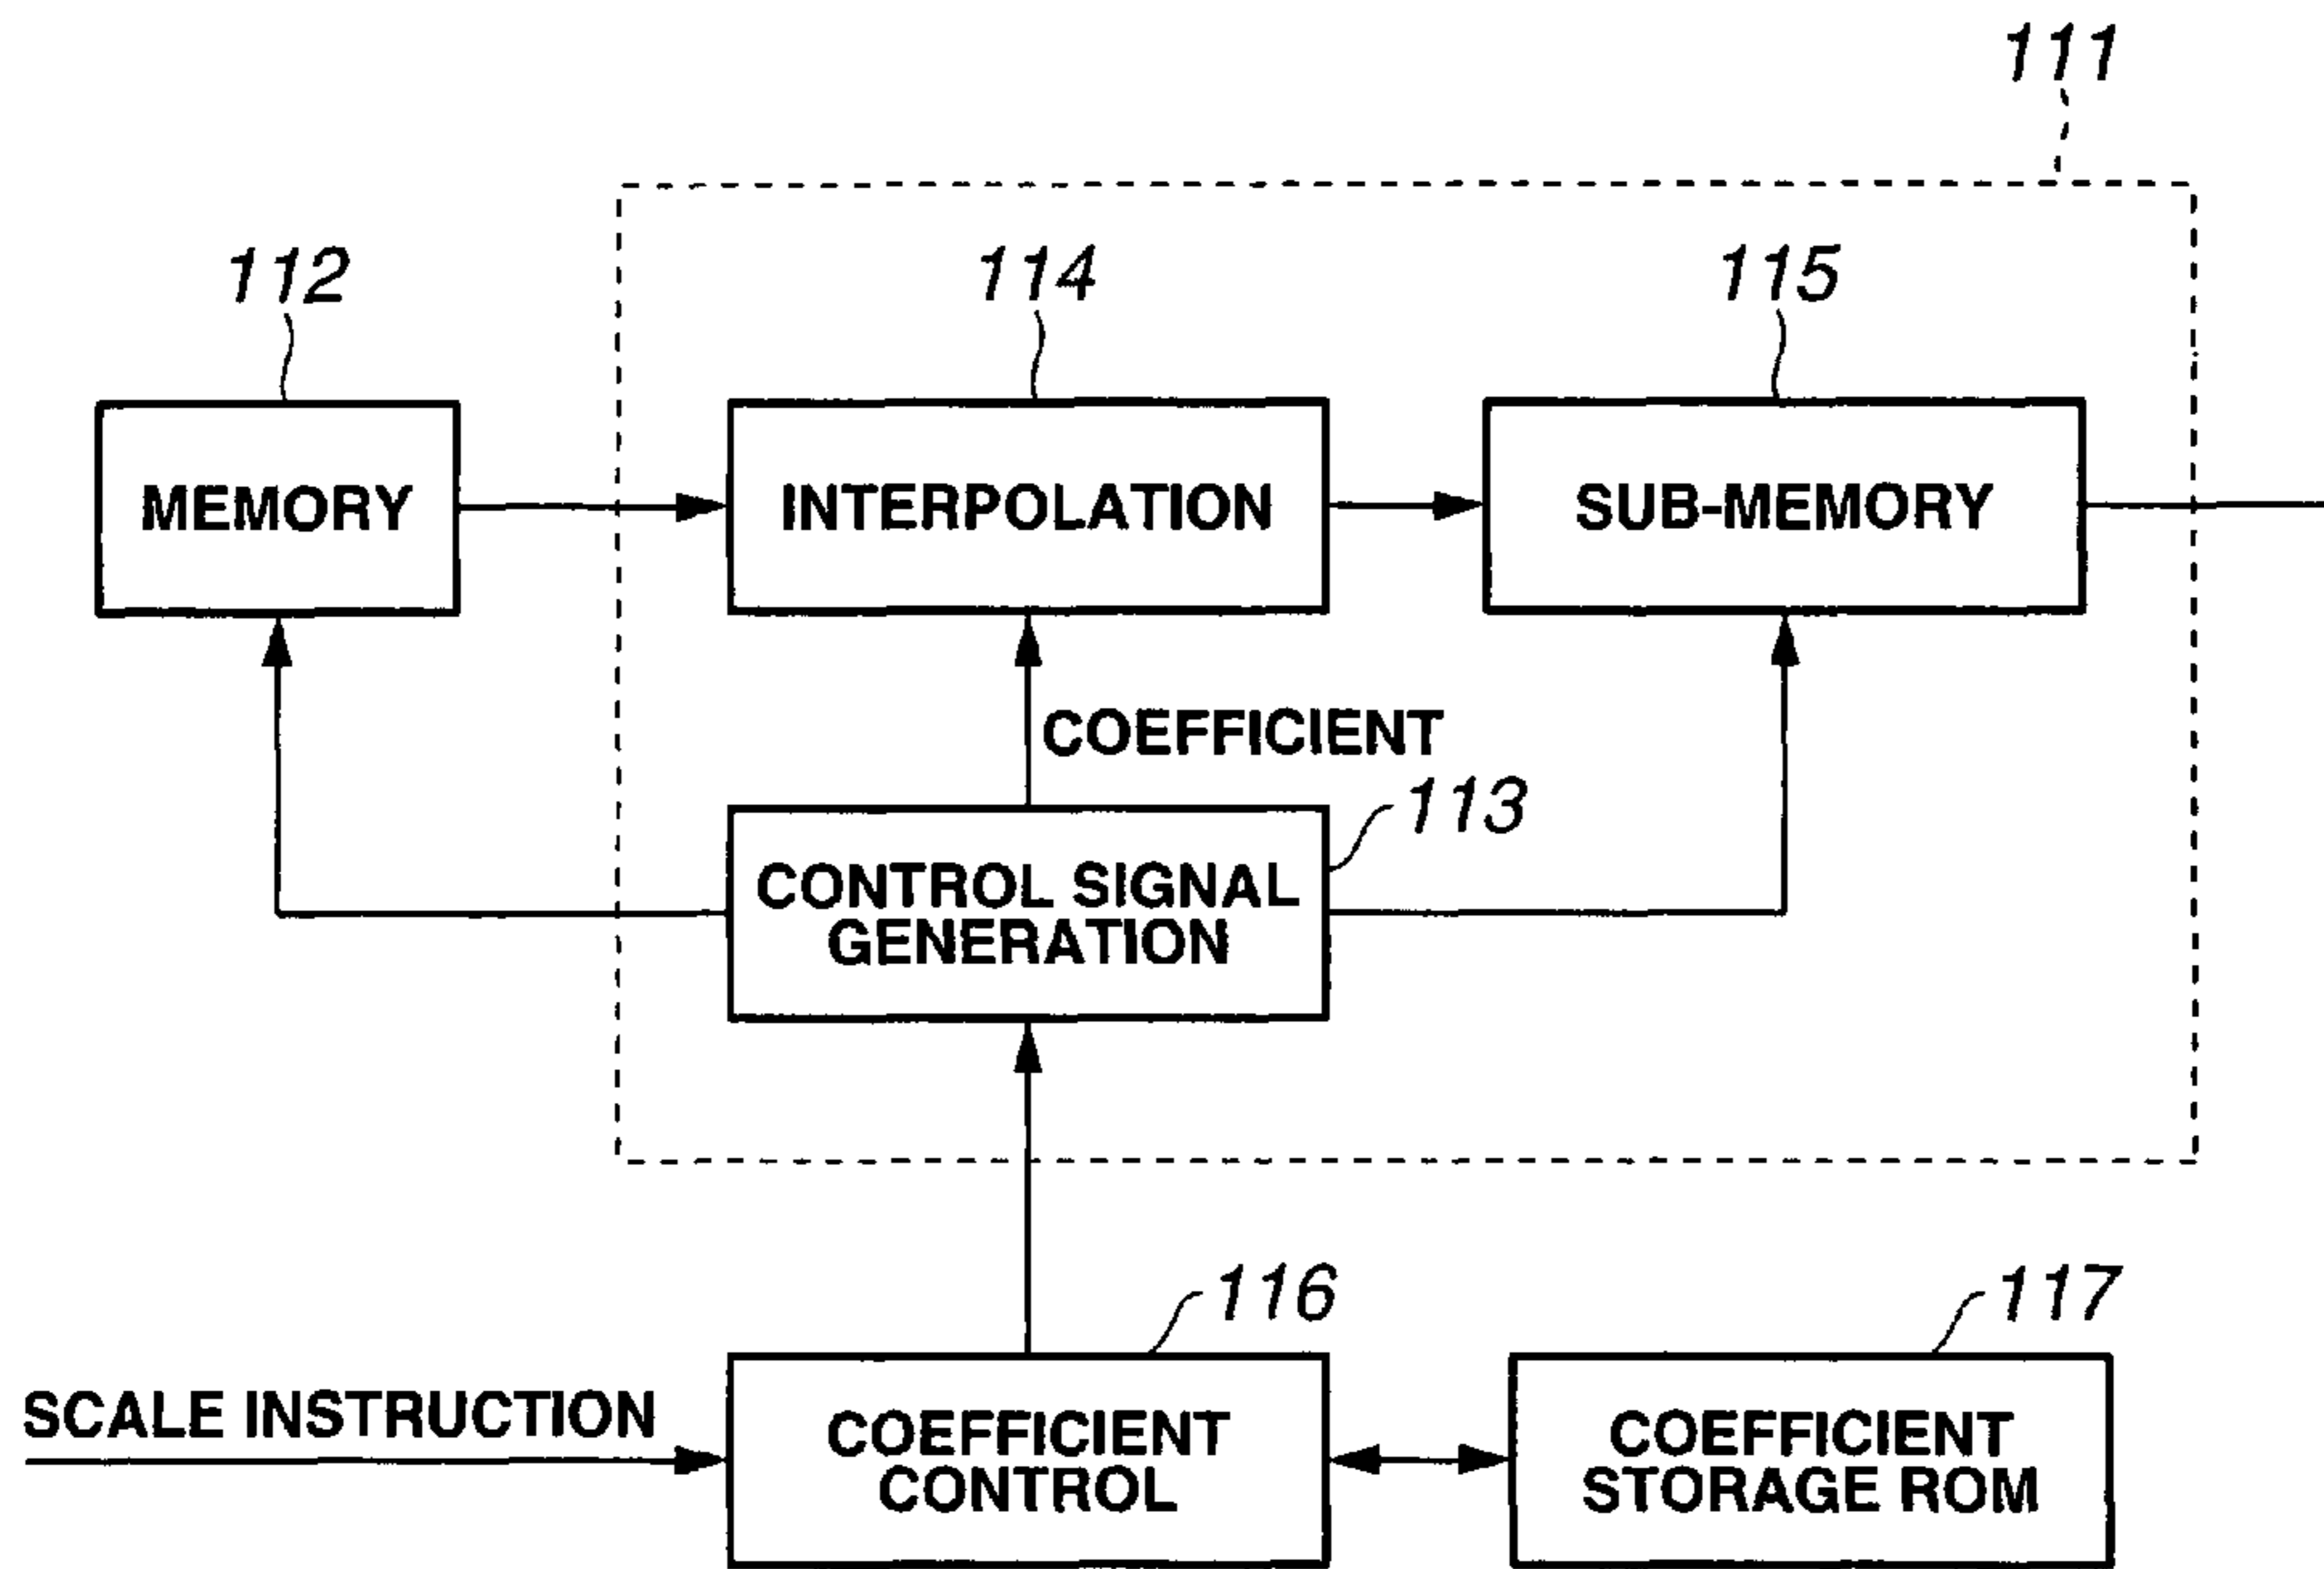 111
112
114
115
MEMORY
INTERPOLATION
SUB-MEMORY
COEFFICIENT
113
CONTROL SIGNAL
GENERATION
116
117
SCALE INSTRUCTION
COEFFICIENT
CONTROL
COEFFICIENT
STORAGE ROM